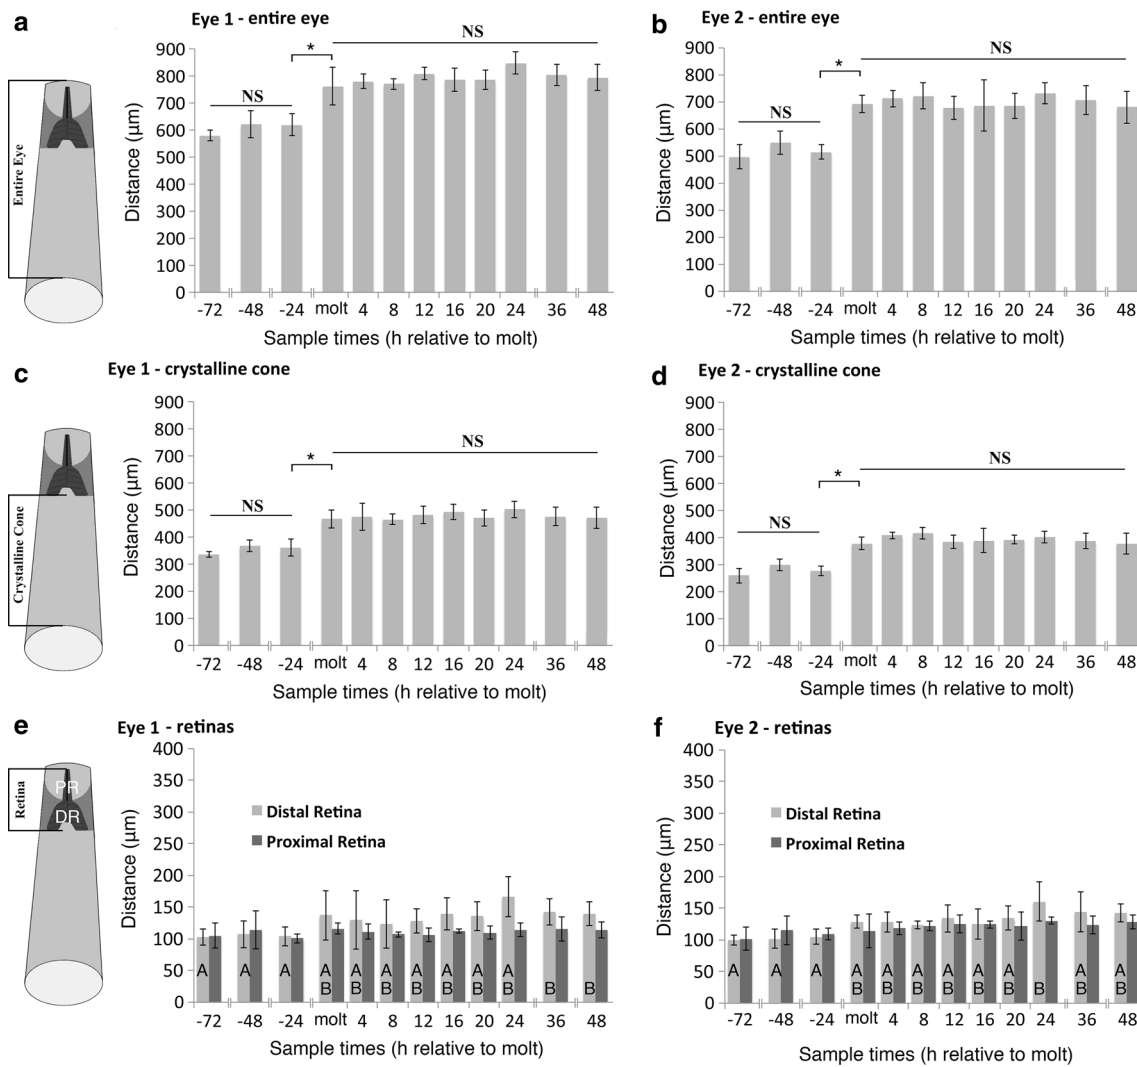 a
Eye 1 - entire eye
Entire Eye
Distance (µm)
900
800
700
600
500
400
300
200
100
0
NS
*
NS
-72 -48 -24 molt 4 8 12 16 20 24 36 48
Sample times (h relative to molt)
b
Eye 2 - entire eye
Distance (µm)
900
800
700
600
500
400
300
200
100
0
NS
*
NS
-72 -48 -24 molt 4 8 12 16 20 24 36 48
Sample times (h relative to molt)
c
Eye 1 - crystalline cone
Crystalline Cone
Distance (µm)
900
800
700
600
500
400
300
200
100
0
NS
*
NS
-72 -48 -24 molt 4 8 12 16 20 24 36 48
Sample times (h relative to molt)
d
Eye 2 - crystalline cone
Distance (µm)
900
800
700
600
500
400
300
200
100
0
NS
*
NS
-72 -48 -24 molt 4 8 12 16 20 24 36 48
Sample times (h relative to molt)
e
Eye 1 - retinas
Retina
PR
DR
Distance (µm)
400
350
300
250
200
150
100
50
0
Distal Retina
Proximal Retina
A A A A A A A A A A
B B B B B B B B B
-72 -48 -24 molt 4 8 12 16 20 24 36 48
Sample times (h relative to molt)
f
Eye 2 - retinas
Distance (µm)
400
350
300
250
200
150
100
50
0
Distal Retina
Proximal Retina
A A A A A A A A A A A
B B B B B B B B B
-72 -48 -24 molt 4 8 12 16 20 24 36 48
Sample times (h relative to molt)